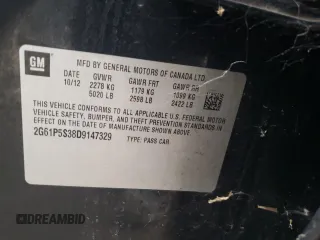 GM
MFD BY GENERAL MOTORS OF CANADA LTD.
DATE GVWR GAWR FRT GAWR RR
10/12 2278 KG 1179 KG 1099 KG
5020 LB 2598 LB 2422 LB
THIS VEHICLE CONFORMS TO ALL APPLICABLE U.S. FEDERAL MOTOR
VEHICLE SAFETY, BUMPER, AND THEFT PREVENTION STANDARDS
IN EFFECT ON THE DATE OF MANUFACTURE SHOWN ABOVE.
2G61P5S38D9147329 TYPE: PASS CAR
DREAMBID